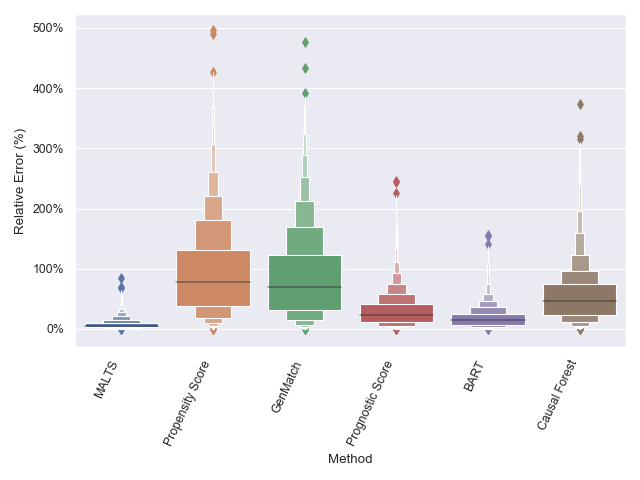 500%
400%
300%
200%
100%
0%
Relative Error (%)
MALTS
Propensity Score
GenMatch
Prognostic Score
BART
Causal Forest
Method